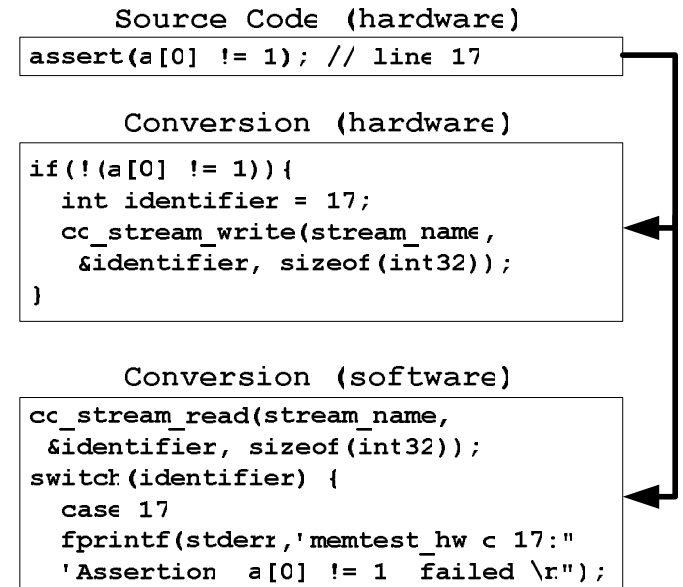 Source Code (hardware)
assert(a[0] != 1); // line 17
Conversion (hardware)
if(!(a[0] != 1)){
int identifier = 17;
cc_stream_write(stream_name,
&identifier, sizeof(int32));
}
Conversion (software)
cc_stream_read(stream_name,
&identifier, sizeof(int32));
switch(identifier) {
case 17
fprintf(stderr,'memtest_hw c 17:"
'Assertion a[0] != 1 failed \n");